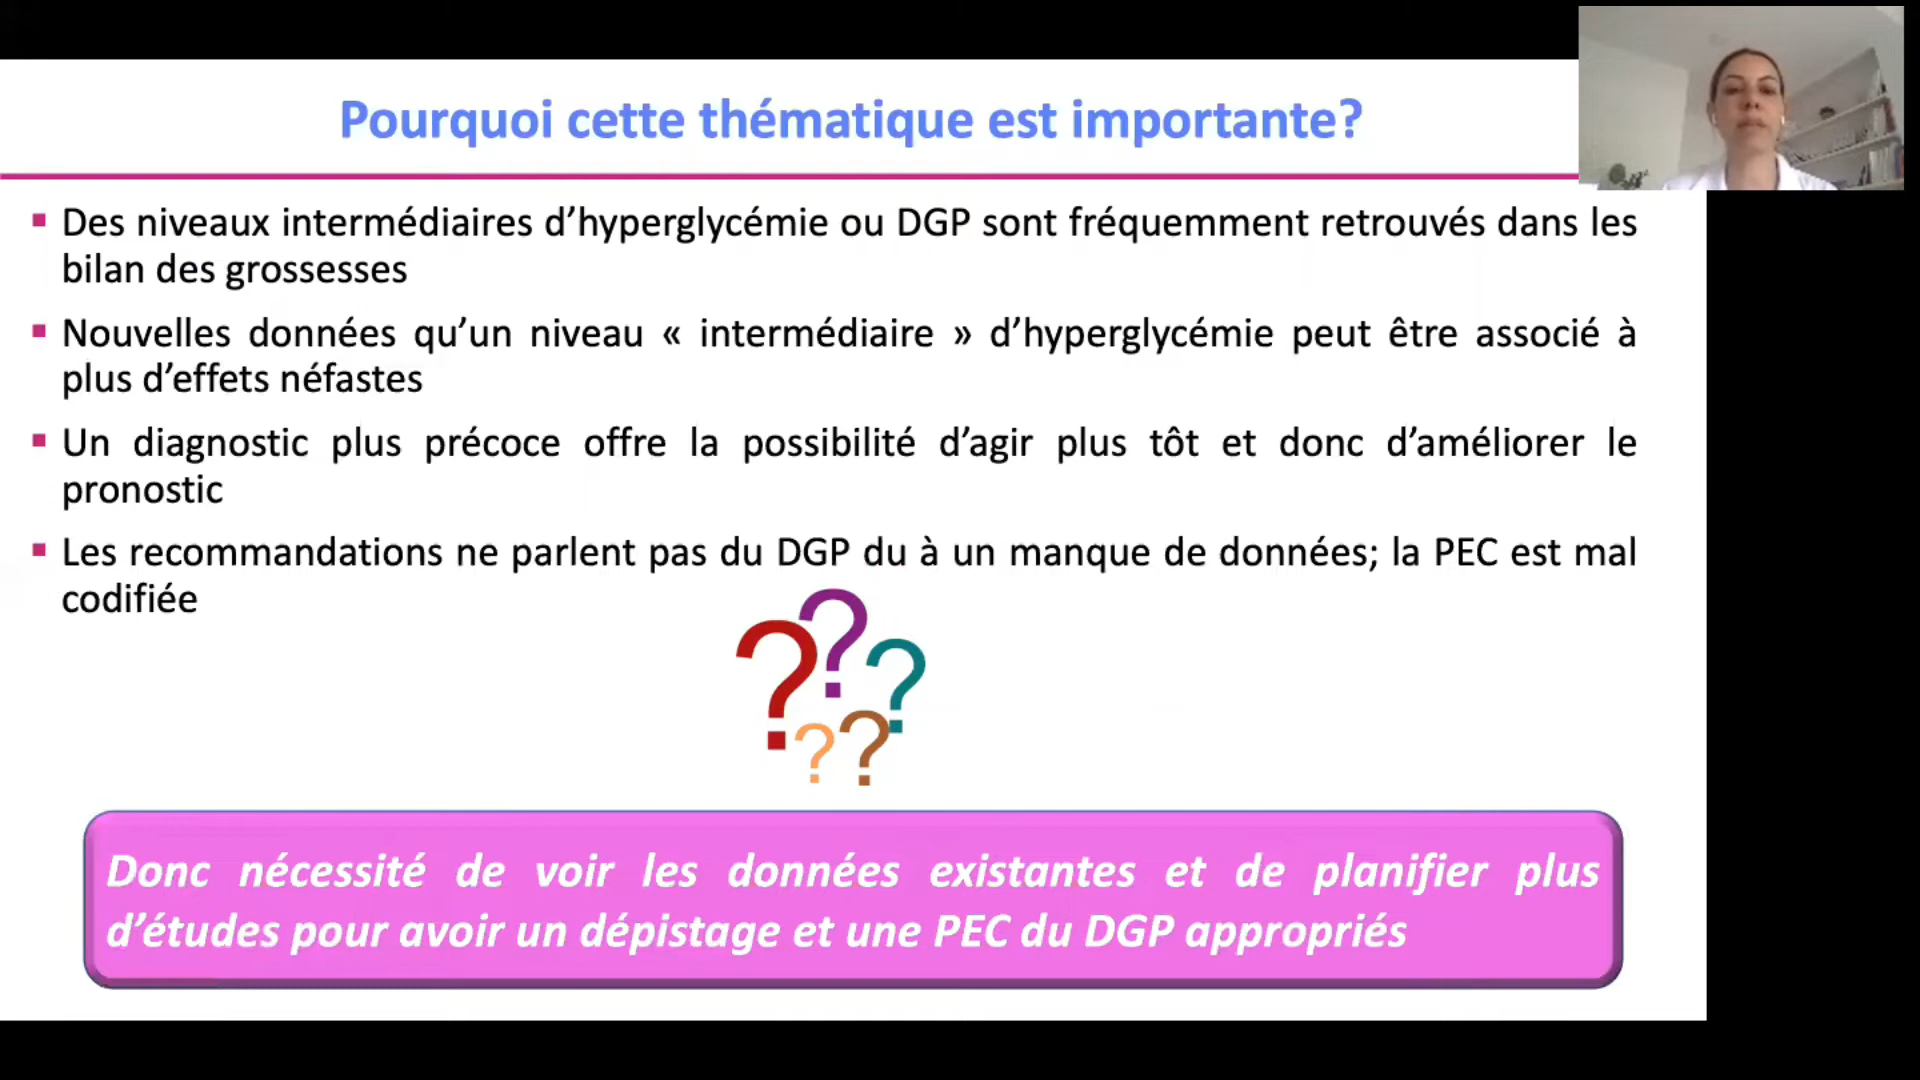 Pourquoi cette thématique est importante?
▪ Des niveaux intermédiaires d’hyperglycémie ou DGP sont fréquemment retrouvés dans les
bilan des grossesses
▪ Nouvelles données qu’un niveau « intermédiaire » d’hyperglycémie peut être associé à
plus d’effets néfastes
▪ Un diagnostic plus précoce offre la possibilité d’agir plus tôt et donc d’améliorer le
pronostic
▪ Les recommandations ne parlent pas du DGP du à un manque de données; la PEC est mal
codifiée
? ? ? ? ?
Donc nécessité de voir les données existantes et de planifier plus
d’études pour avoir un dépistage et une PEC du DGP appropriés